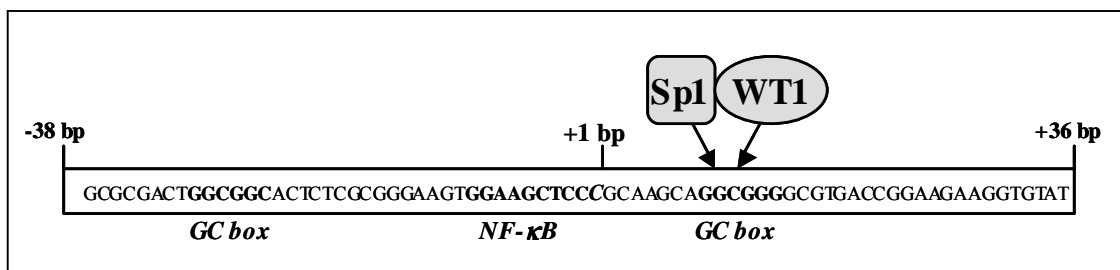 Sp1 WT1
-38 bp +1 bp +36 bp
GCGCGACTGGCGGCACTCTCGCGGGAAGTGGAAGCTCCCGCAAGCAGGCGGGGCGTGACCGGAAGAAGGTGTAT
GC box NF-κB GC box